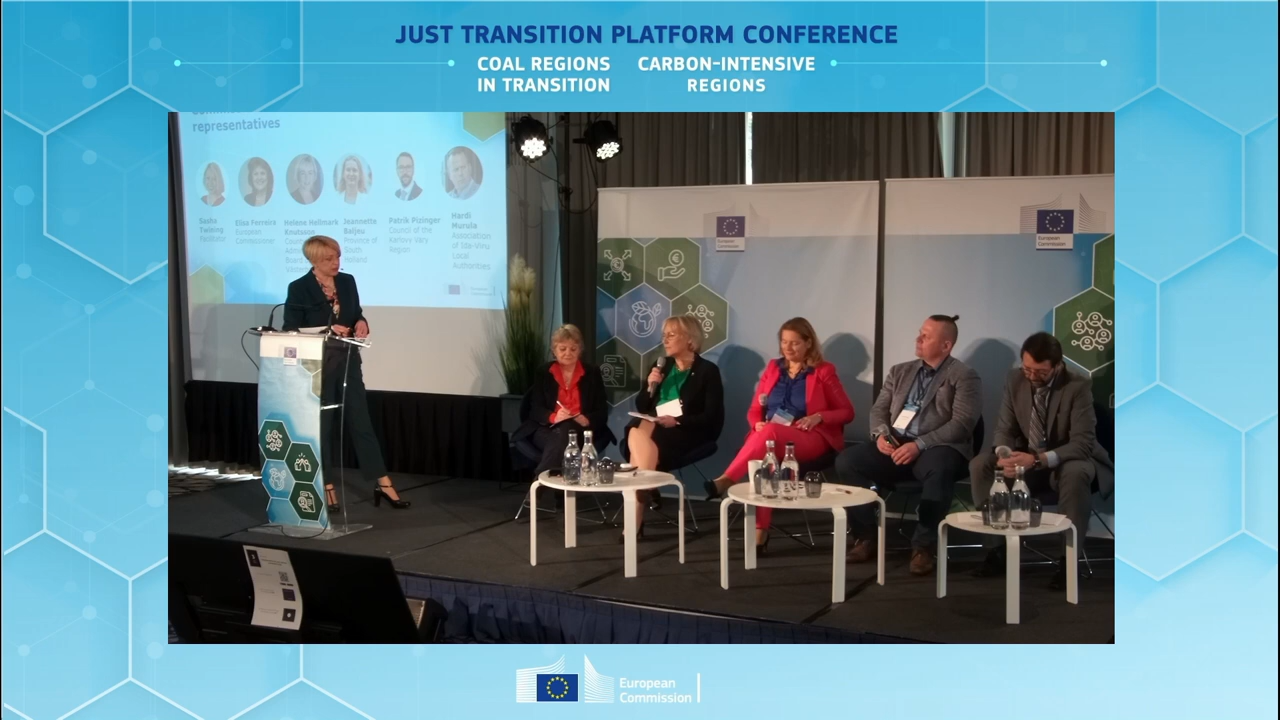 JUST TRANSITION PLATFORM CONFERENCE
COAL REGIONS
IN TRANSITION
CARBON-INTENSIVE
REGIONS
representatives
Sasha
Twining
Facilitator
Elisa Ferreira
European
Commissioner
Helene Hellmark
Knutsson
Jeannette
Baljeu
Province of
South
Holland
Patrik Pizinger
Council of the
Karlovy Vary
Region
Hardi
Murula
Association
of Ida-Viru
Local
Authorities
European
Commission
European
Commission
European
Commission